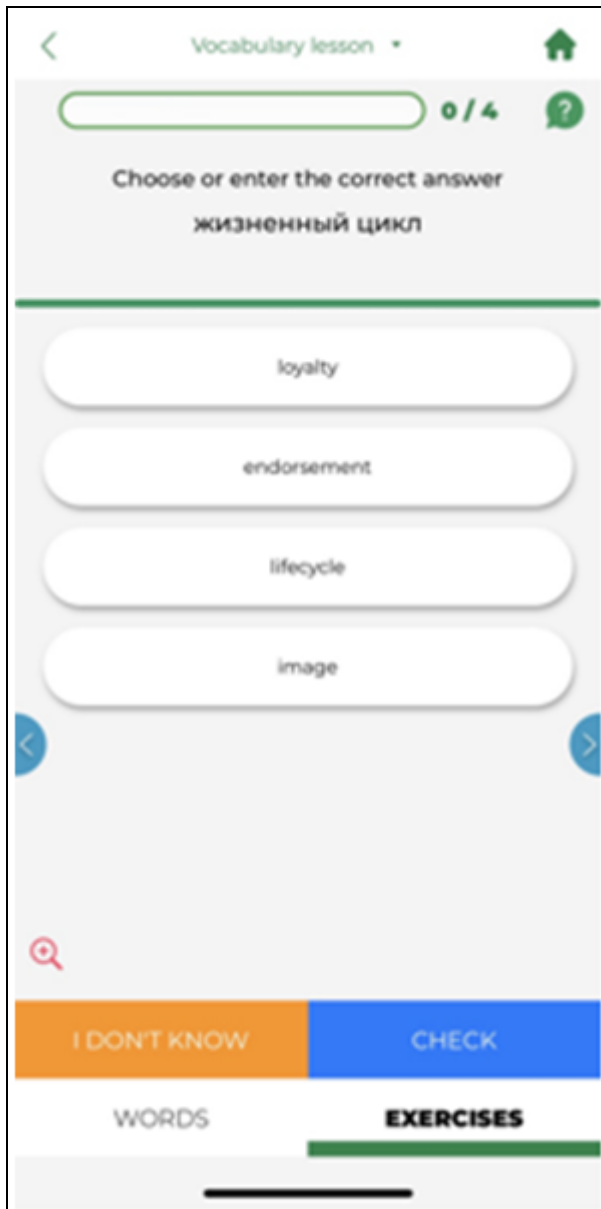 Vocabulary lesson
0 / 4
?
Choose or enter the correct answer
жизненный цикл
loyalty
endorsement
lifecycle
image
I DON'T KNOW
CHECK
WORDS
EXERCISES